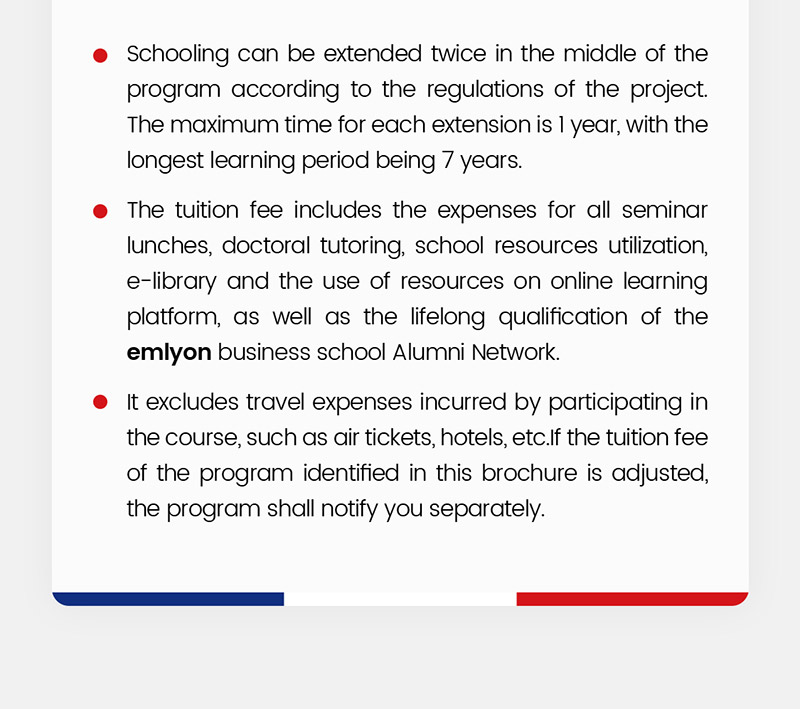 Schooling can be extended twice in the middle of the
program according to the regulations of the project.
The maximum time for each extension is 1 year, with the
longest learning period being 7 years.
The tuition fee includes the expenses for all seminar
lunches, doctoral tutoring, school resources utilization,
e-library and the use of resources on online learning
platform, as well as the lifelong qualification of the
emlyon business school Alumni Network.
It excludes travel expenses incurred by participating in
the course, such as air tickets, hotels, etc.If the tuition fee
of the program identified in this brochure is adjusted,
the program shall notify you separately.